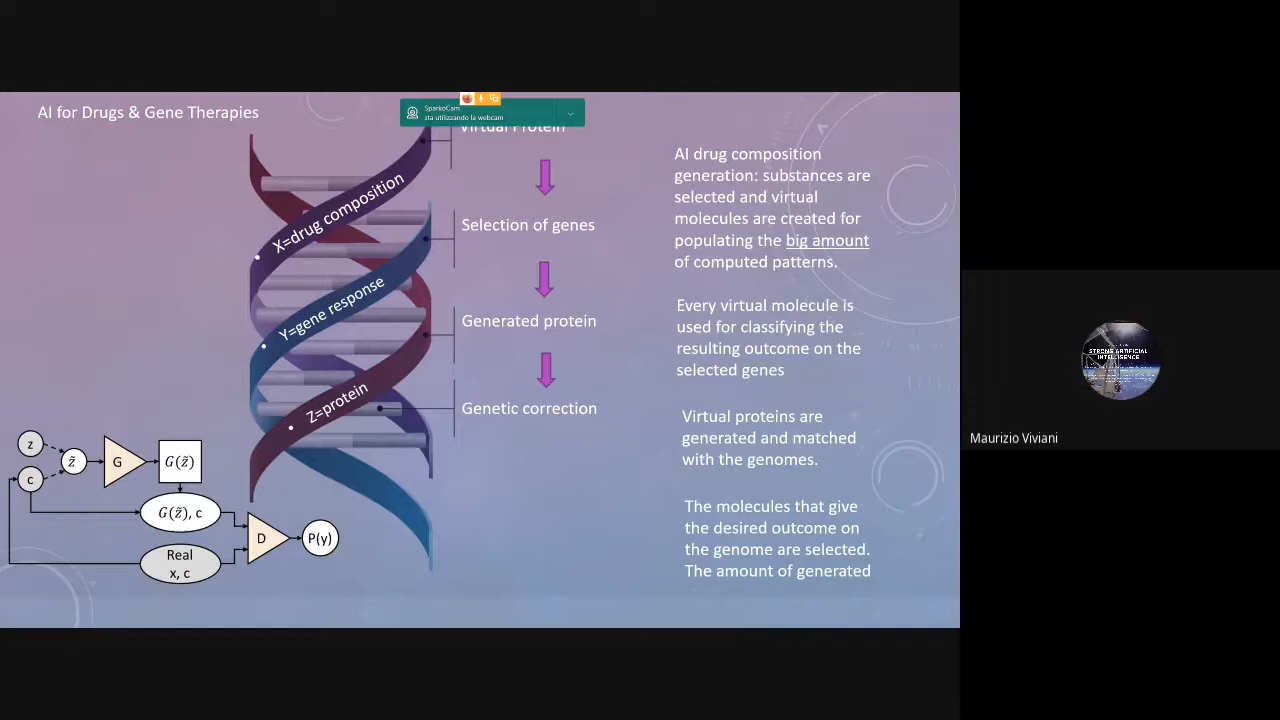 AI for Drugs & Gene Therapies
SparkoCam
sta utilizzando la webcam
Virtual Protein
X=drug composition
Selection of genes
Y=gene response
Generated protein
Z=protein
Genetic correction
AI drug composition
generation: substances are
selected and virtual
molecules are created for
populating the big amount
of computed patterns.
Every virtual molecule is
used for classifying the
resulting outcome on the
selected genes
Virtual proteins are
generated and matched
with the genomes.
The molecules that give
the desired outcome on
the genome are selected.
The amount of generated
z
c
z̃
G
G(z̃)
G(z̃), c
Real
x, c
D
P(y)
STRONG ARTIFICIAL
INTELLIGENCE
Maurizio Viviani